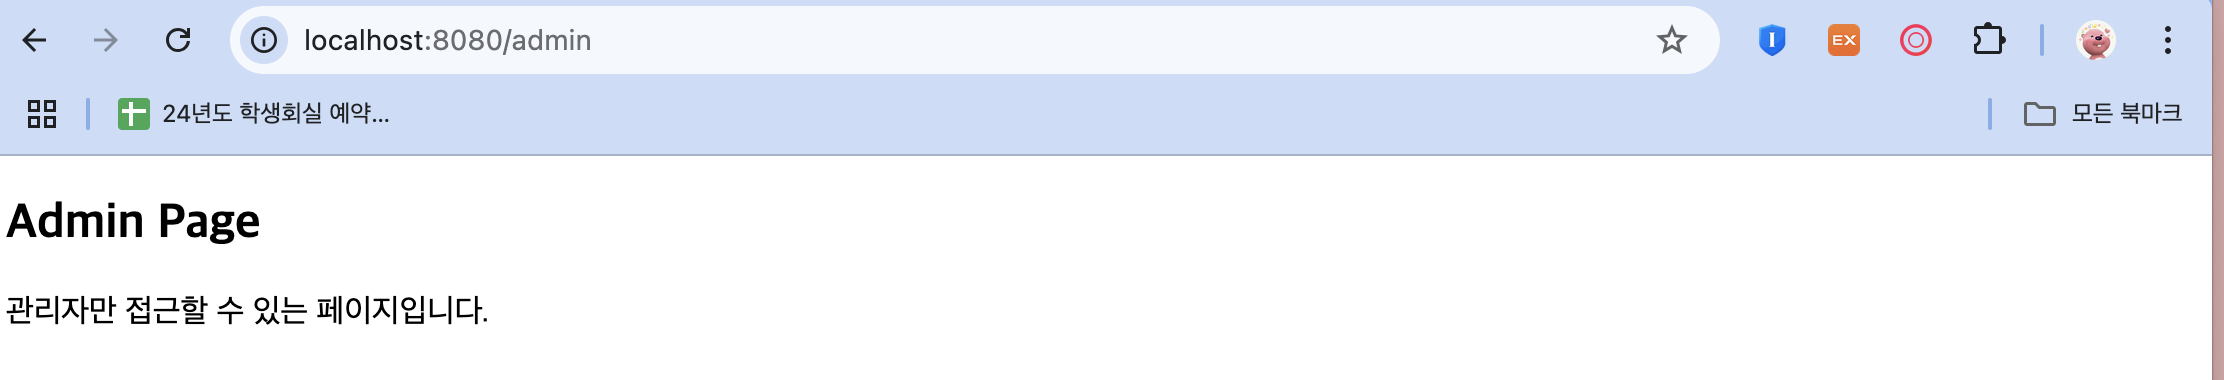 localhost:8080/admin
EX
24년도 학생회실 예약...
모든 북마크
Admin Page
관리자만 접근할 수 있는 페이지입니다.